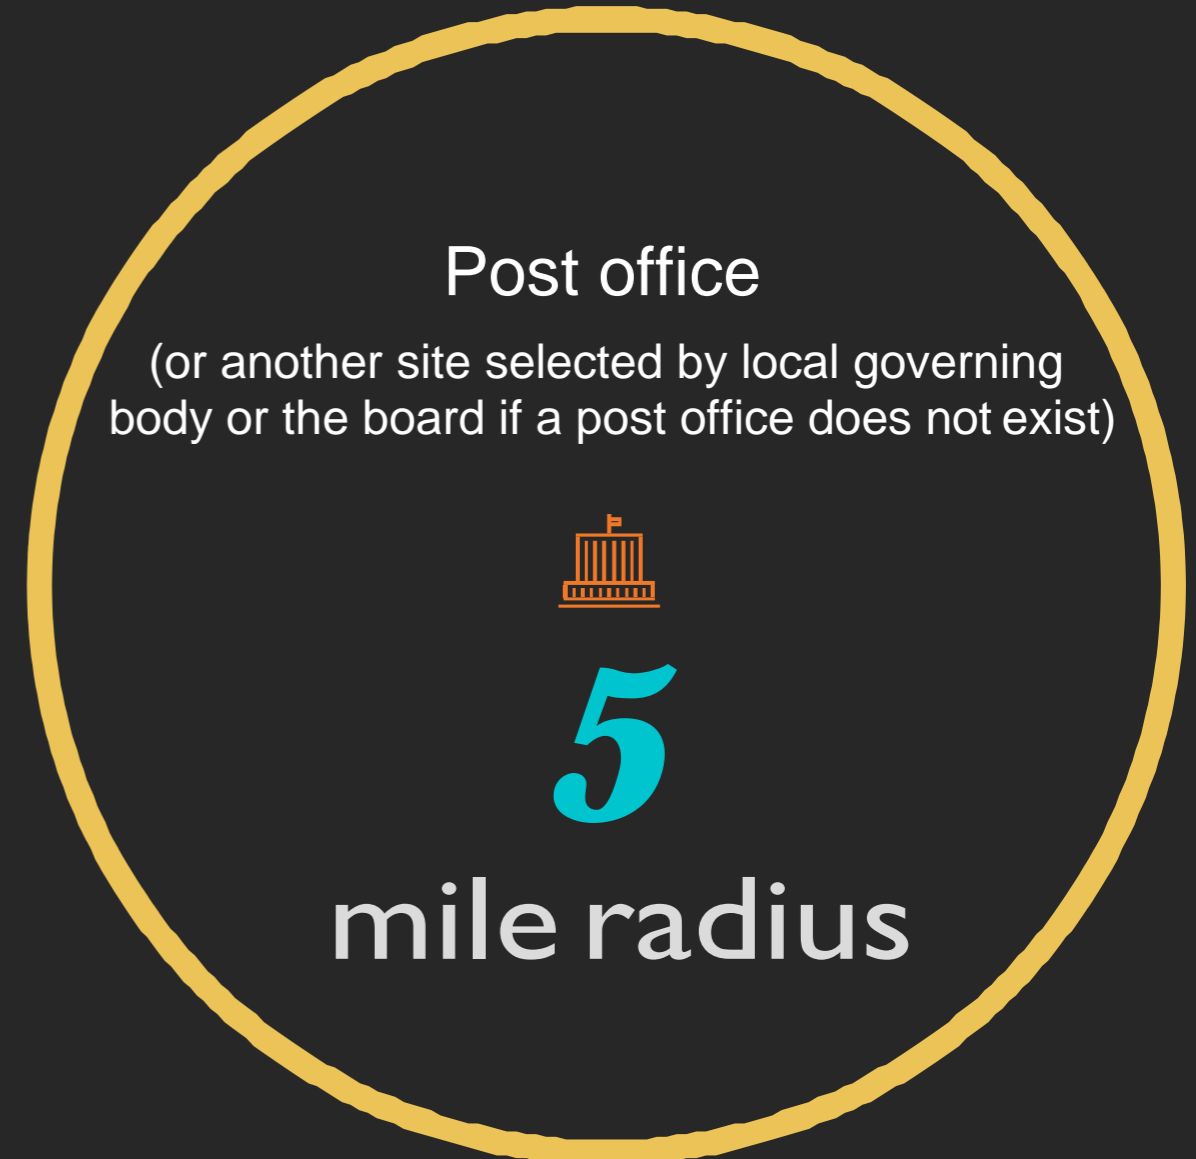 Post office
(or another site selected by local governing
body or the board if a post office does not exist)
5
mile radius